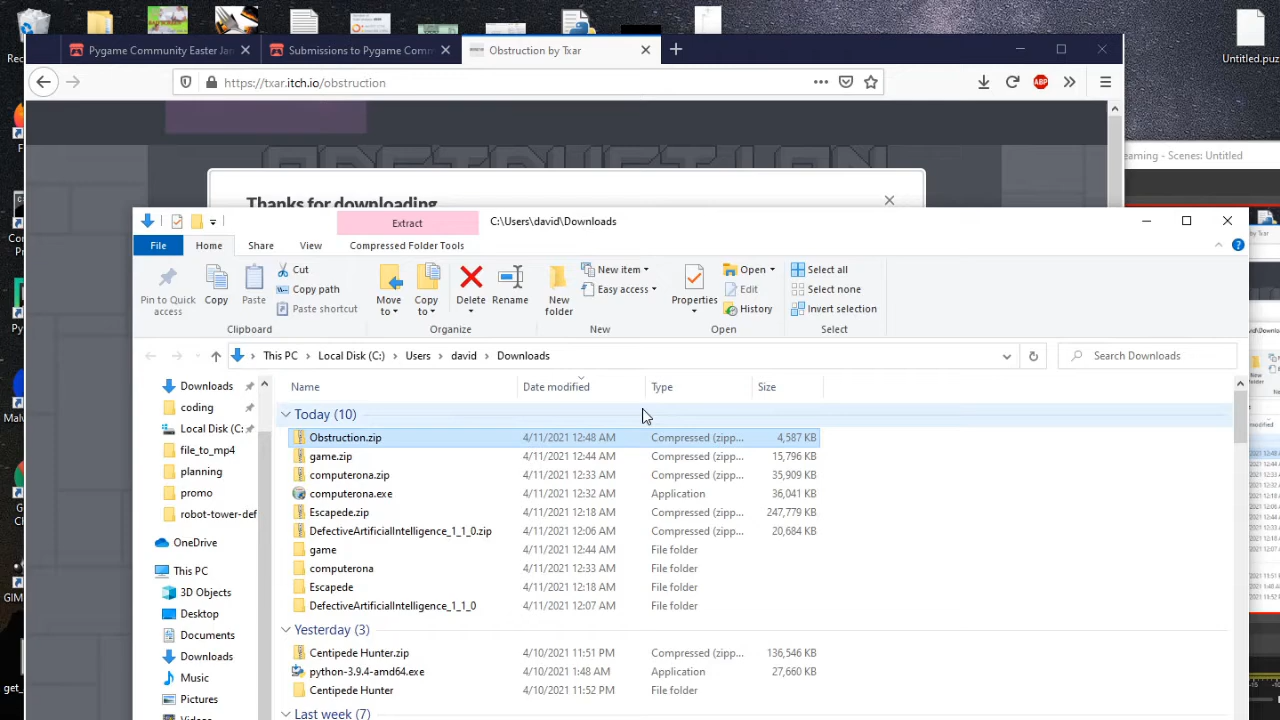 Untitled.puz
Pygame Community Easter Jam
Submissions to Pygame Comm
Obstruction by Txar
https://txar.itch.io/obstruction
ABP
eaming - Scenes: Untitled
OBSTRUCTION
Thanks for downloading
Extract
C:\Users\david\Downloads
File
Home
Share
View
Compressed Folder Tools
Pin to Quick access
Copy
Paste
Cut
Copy path
Paste shortcut
Move to
Copy to
Delete
Rename
New folder
New item
Easy access
Properties
Open
Edit
History
Select all
Select none
Invert selection
Clipboard
Organize
New
Open
Select
This PC > Local Disk (C:) > Users > david > Downloads
Search Downloads
Downloads
coding
Local Disk (C:
file_to_mp4
planning
promo
robot-tower-def
OneDrive
This PC
3D Objects
Desktop
Documents
Downloads
Music
Pictures
Videos
Name Date modified Type Size
Today (10)
Obstruction.zip 4/11/2021 12:48 AM Compressed (zipp... 4,587 KB
game.zip 4/11/2021 12:44 AM Compressed (zipp... 15,796 KB
computerona.zip 4/11/2021 12:33 AM Compressed (zipp... 35,909 KB
computerona.exe 4/11/2021 12:32 AM Application 36,041 KB
Escapede.zip 4/11/2021 12:18 AM Compressed (zipp... 247,779 KB
DefectiveArtificialIntelligence_1_1_0.zip 4/11/2021 12:06 AM Compressed (zipp... 20,684 KB
game 4/11/2021 12:44 AM File folder
computerona 4/11/2021 12:33 AM File folder
Escapede 4/11/2021 12:18 AM File folder
DefectiveArtificialIntelligence_1_1_0 4/11/2021 12:07 AM File folder
Yesterday (3)
Centipede Hunter.zip 4/10/2021 11:51 PM Compressed (zipp... 136,546 KB
python-3.9.4-amd64.exe 4/10/2021 1:48 AM Application 27,660 KB
Centipede Hunter 4/10/2021 11:52 PM File folder
Last week (7)